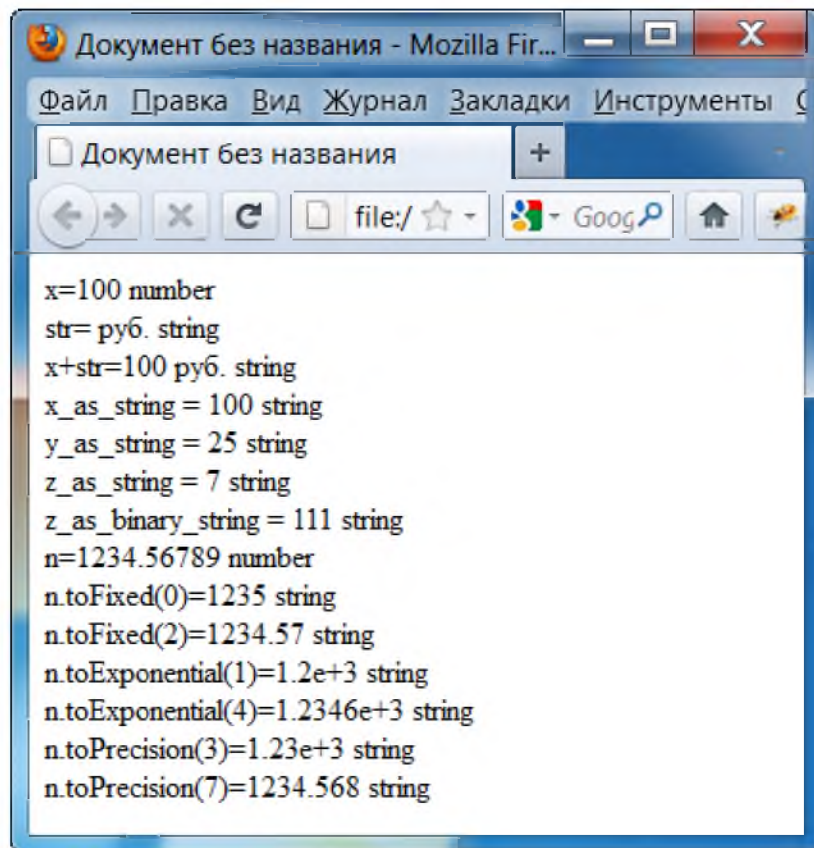 Документ без названия - Mozilla Fir...
Файл Правка Вид Журнал Закладки Инструменты
Документ без названия
file:/ Goog
x=100 number
str= руб. string
x+str=100 руб. string
x_as_string = 100 string
y_as_string = 25 string
z_as_string = 7 string
z_as_binary_string = 111 string
n=1234.56789 number
n.toFixed(0)=1235 string
n.toFixed(2)=1234.57 string
n.toExponential(1)=1.2e+3 string
n.toExponential(4)=1.2346e+3 string
n.toPrecision(3)=1.23e+3 string
n.toPrecision(7)=1234.568 string